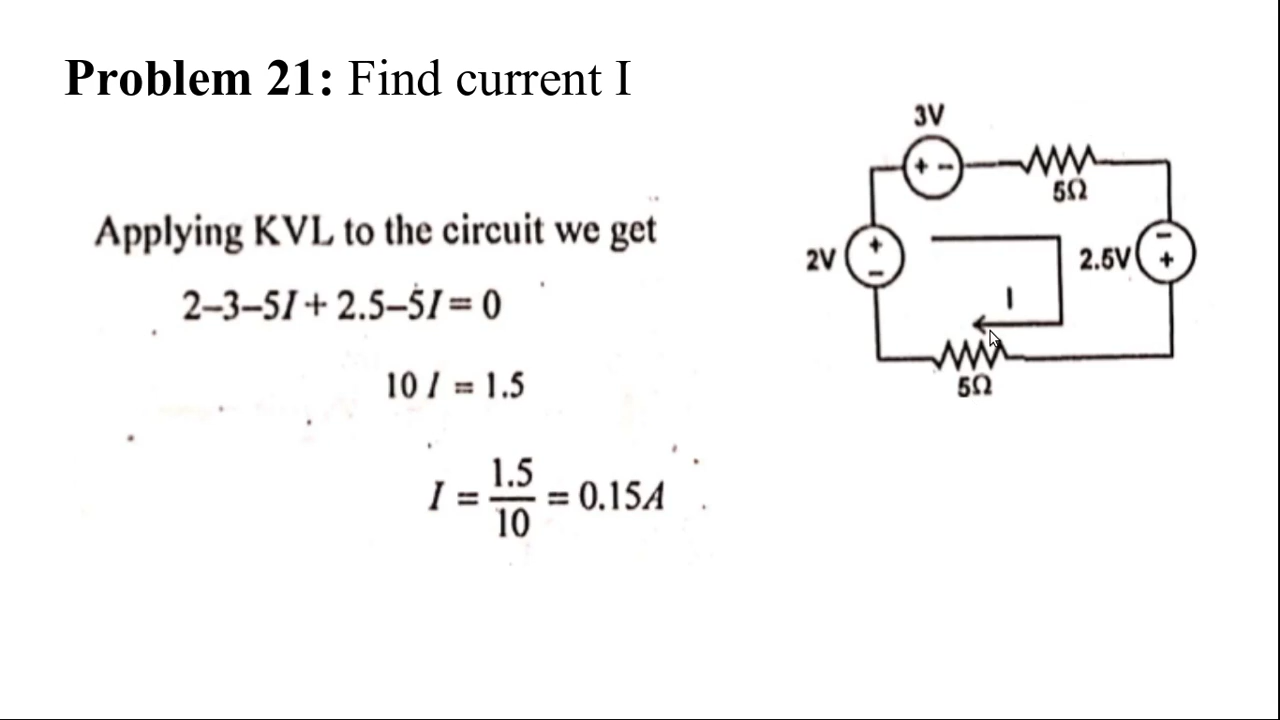 Problem 21: Find current I
Applying KVL to the circuit we get
2–3–5I + 2.5–5I = 0
10 I = 1.5
I = 1.5/10 = 0.15A
3V
+ –
5Ω
2V
+
–
2.5V
–
+
I
5Ω